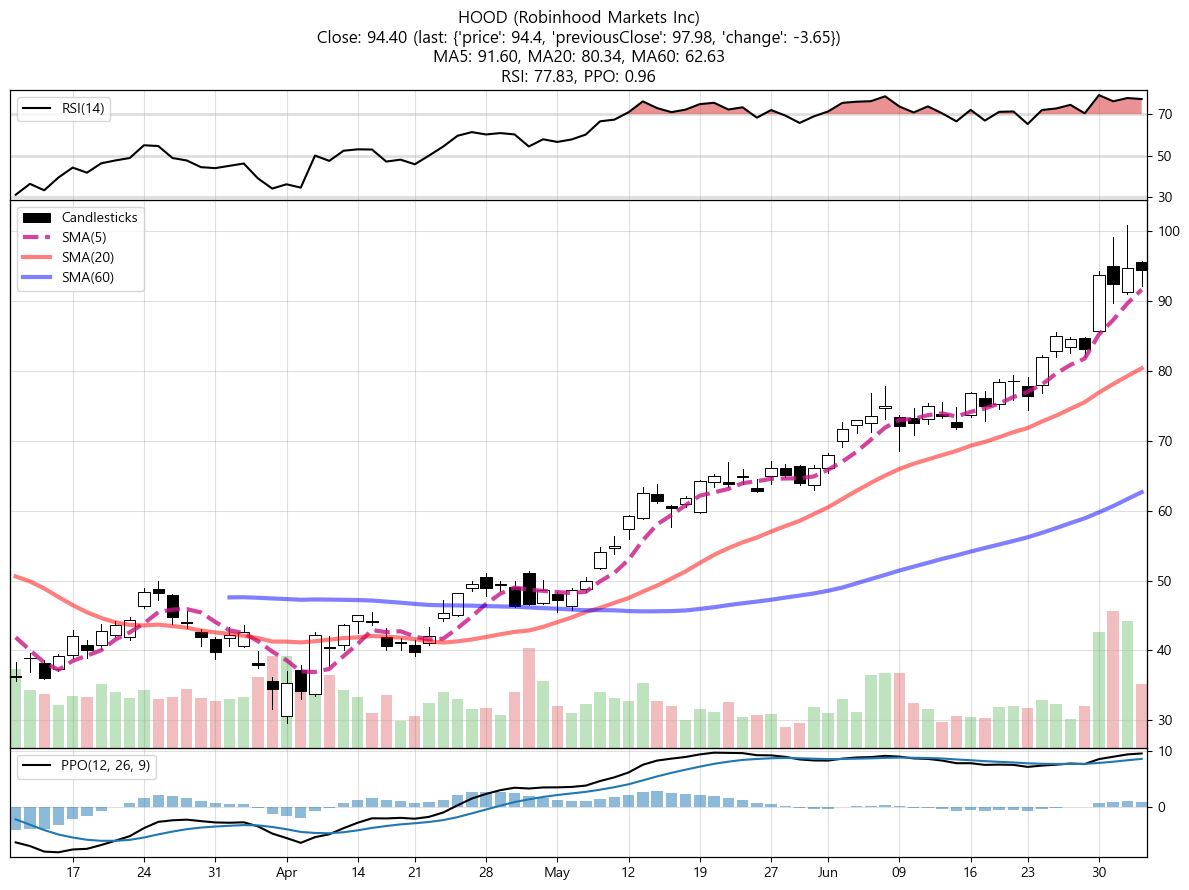 HOOD (Robinhood Markets Inc)
Close: 94.40 (last: {'price': 94.4, 'previousClose': 97.98, 'change': -3.65})
MA5: 91.60, MA20: 80.34, MA60: 62.63
RSI: 77.83, PPO: 0.96
RSI(14)
70
50
30
Candlesticks
SMA(5)
SMA(20)
SMA(60)
100
90
80
70
60
50
40
30
PPO(12, 26, 9)
10
0
17 24 31 Apr 14 21 28 May 12 19 27 Jun 09 16 23 30